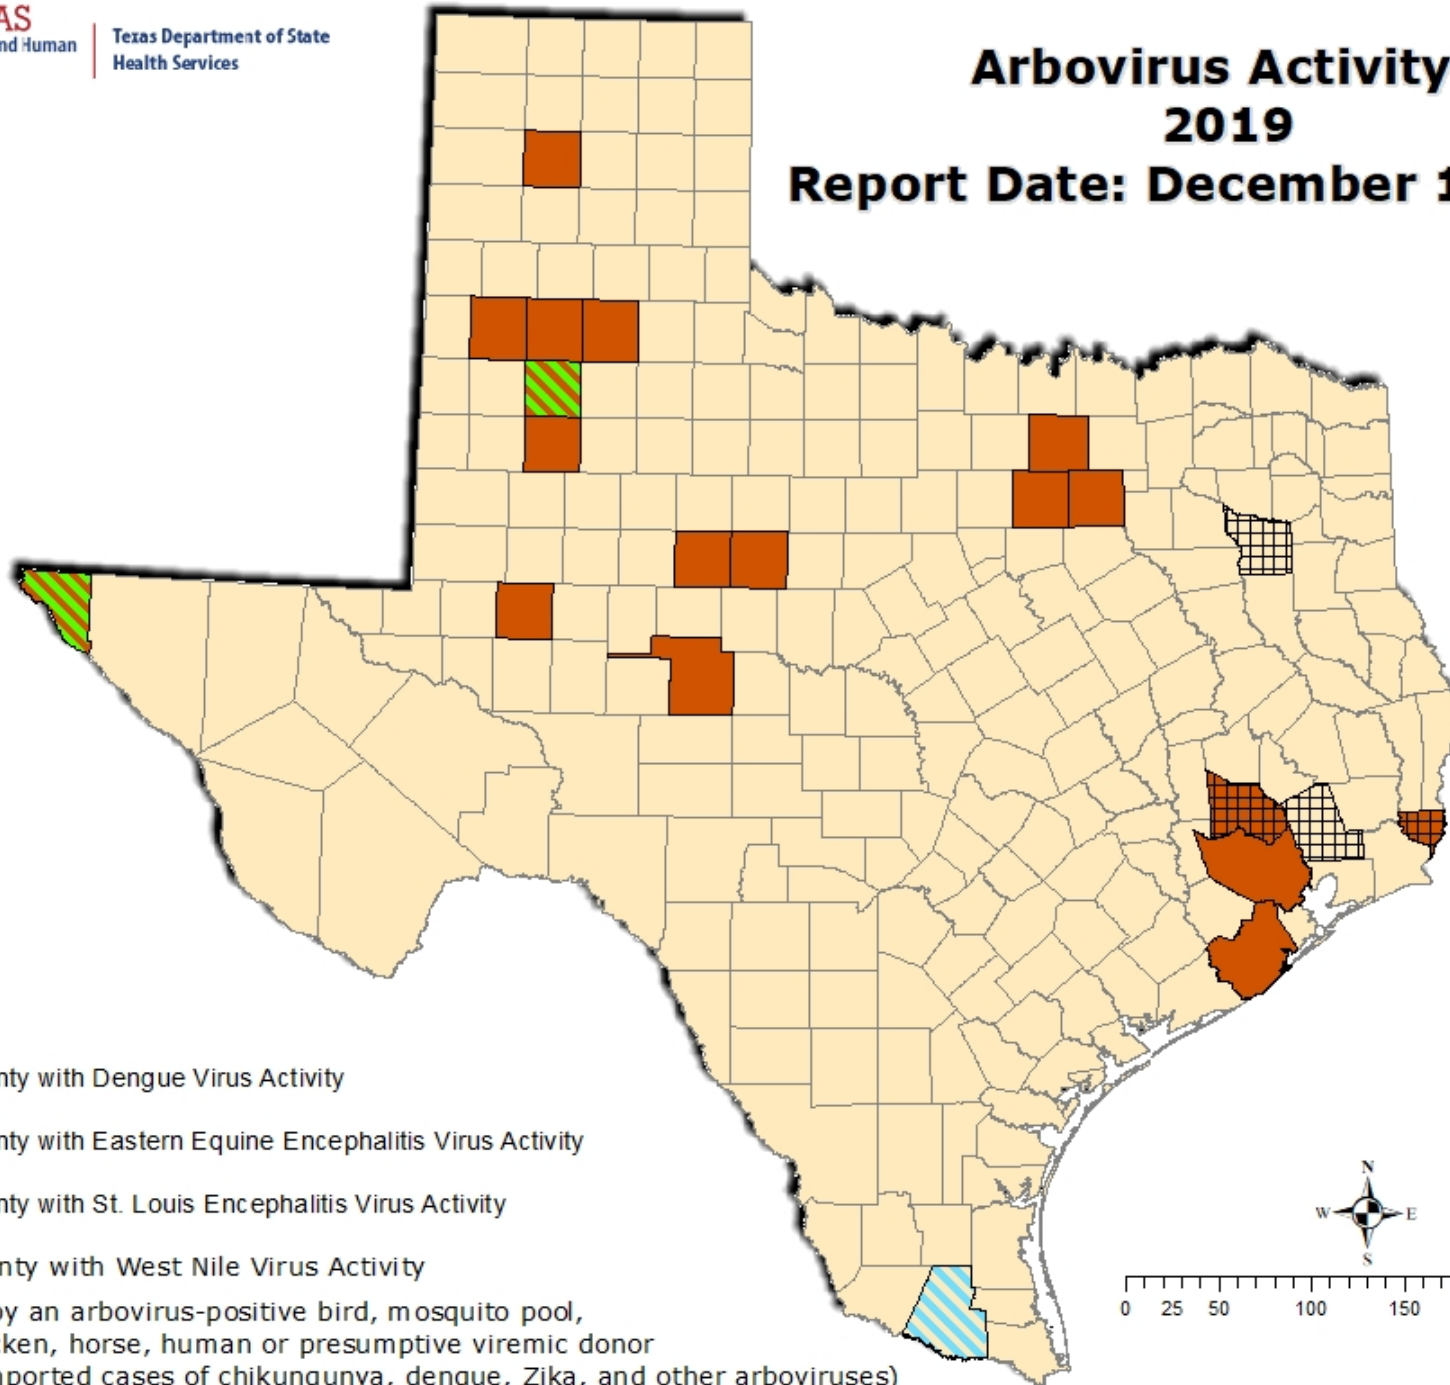 AS
nd Human
Texas Department of State
Health Services
Arbovirus Activity
2019
Report Date: December 1
nty with Dengue Virus Activity
nty with Eastern Equine Encephalitis Virus Activity
nty with St. Louis Encephalitis Virus Activity
nty with West Nile Virus Activity
by an arbovirus-positive bird, mosquito pool,
cken, horse, human or presumptive viremic donor
nported cases of chikungunya, dengue, Zika, and other arboviruses)
N
W E
S
0 25 50 100 150